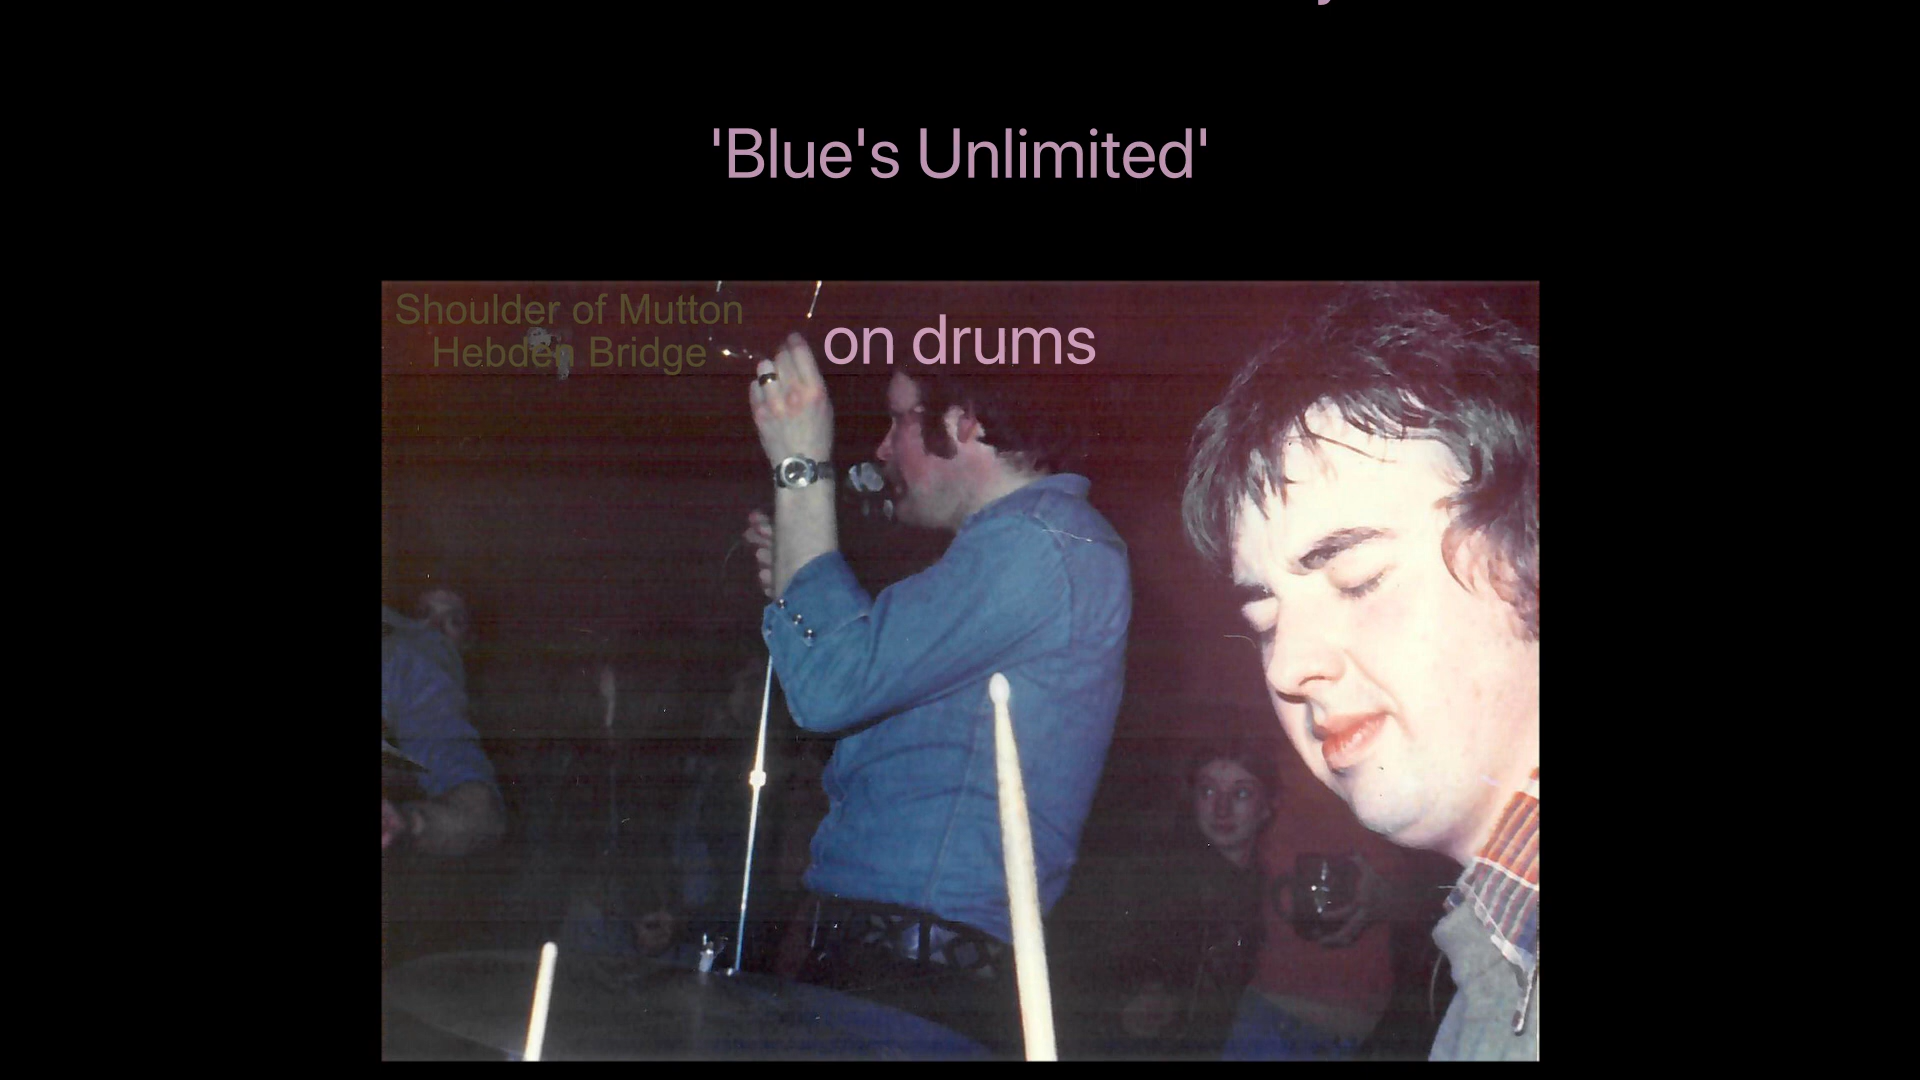 'Blue's Unlimited'
Shoulder of Mutton
Hebden Bridge
on drums